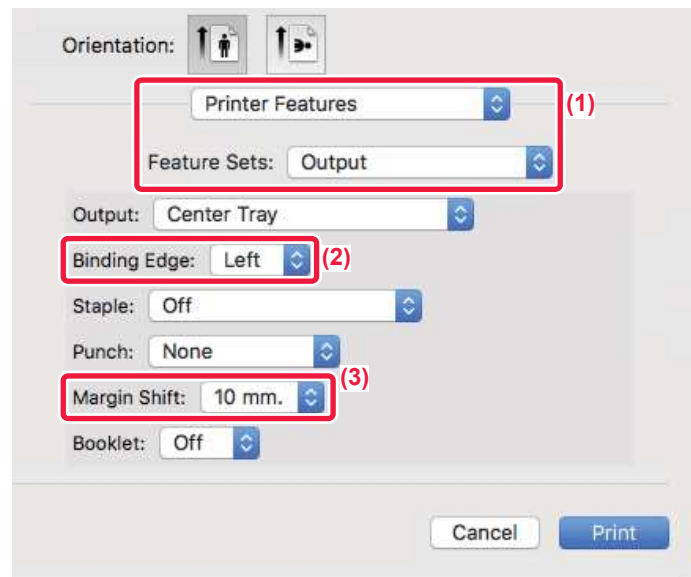 Orientation:
Printer Features
(1)
Feature Sets: Output
Output: Center Tray
Binding Edge: Left
(2)
Staple: Off
Punch: None
(3)
Margin Shift: 10 mm.
Booklet: Off
Cancel Print